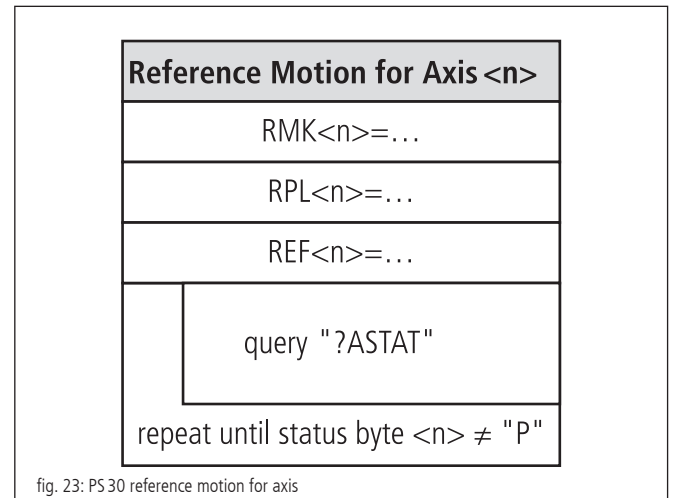 Reference Motion for Axis <n>
RMK<n>=...
RPL<n>=...
REF<n>=...
query "?ASTAT"
repeat until status byte <n> ≠ "P"
fig. 23: PS 30 reference motion for axis